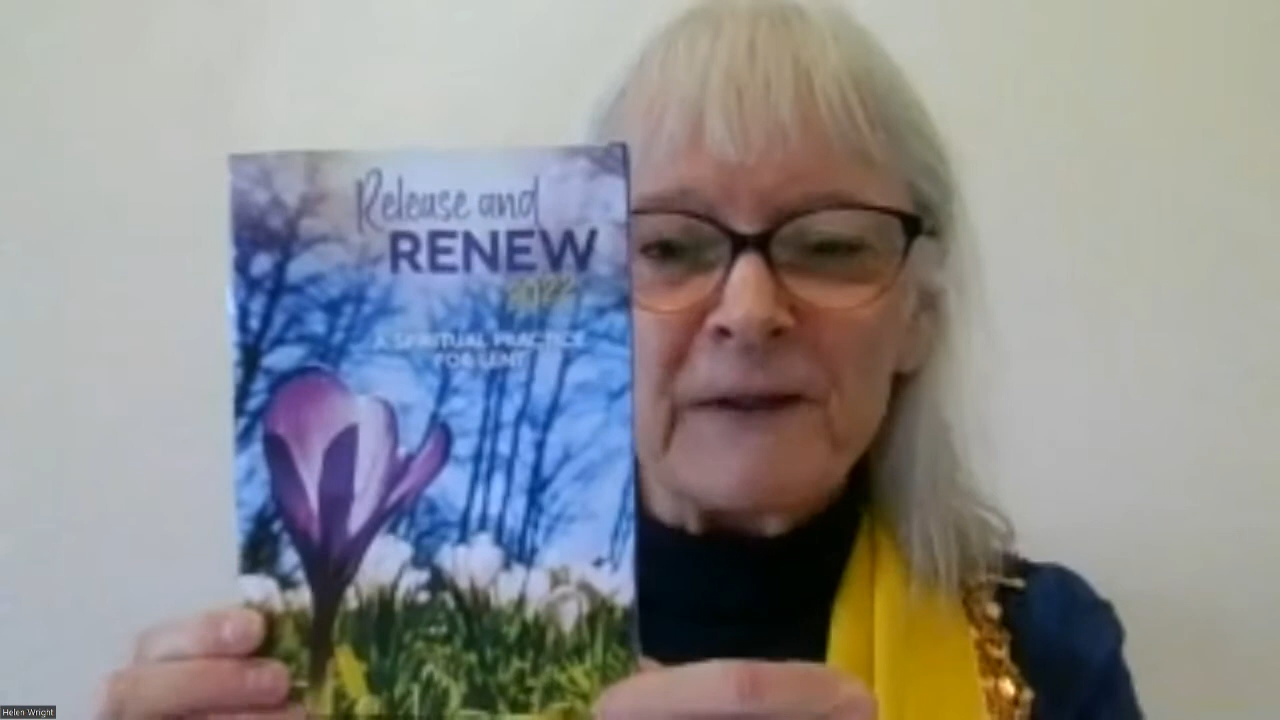 Release and
RENEW
2022
A SPIRITUAL PRACTICE
FOR LENT
Helen Wright